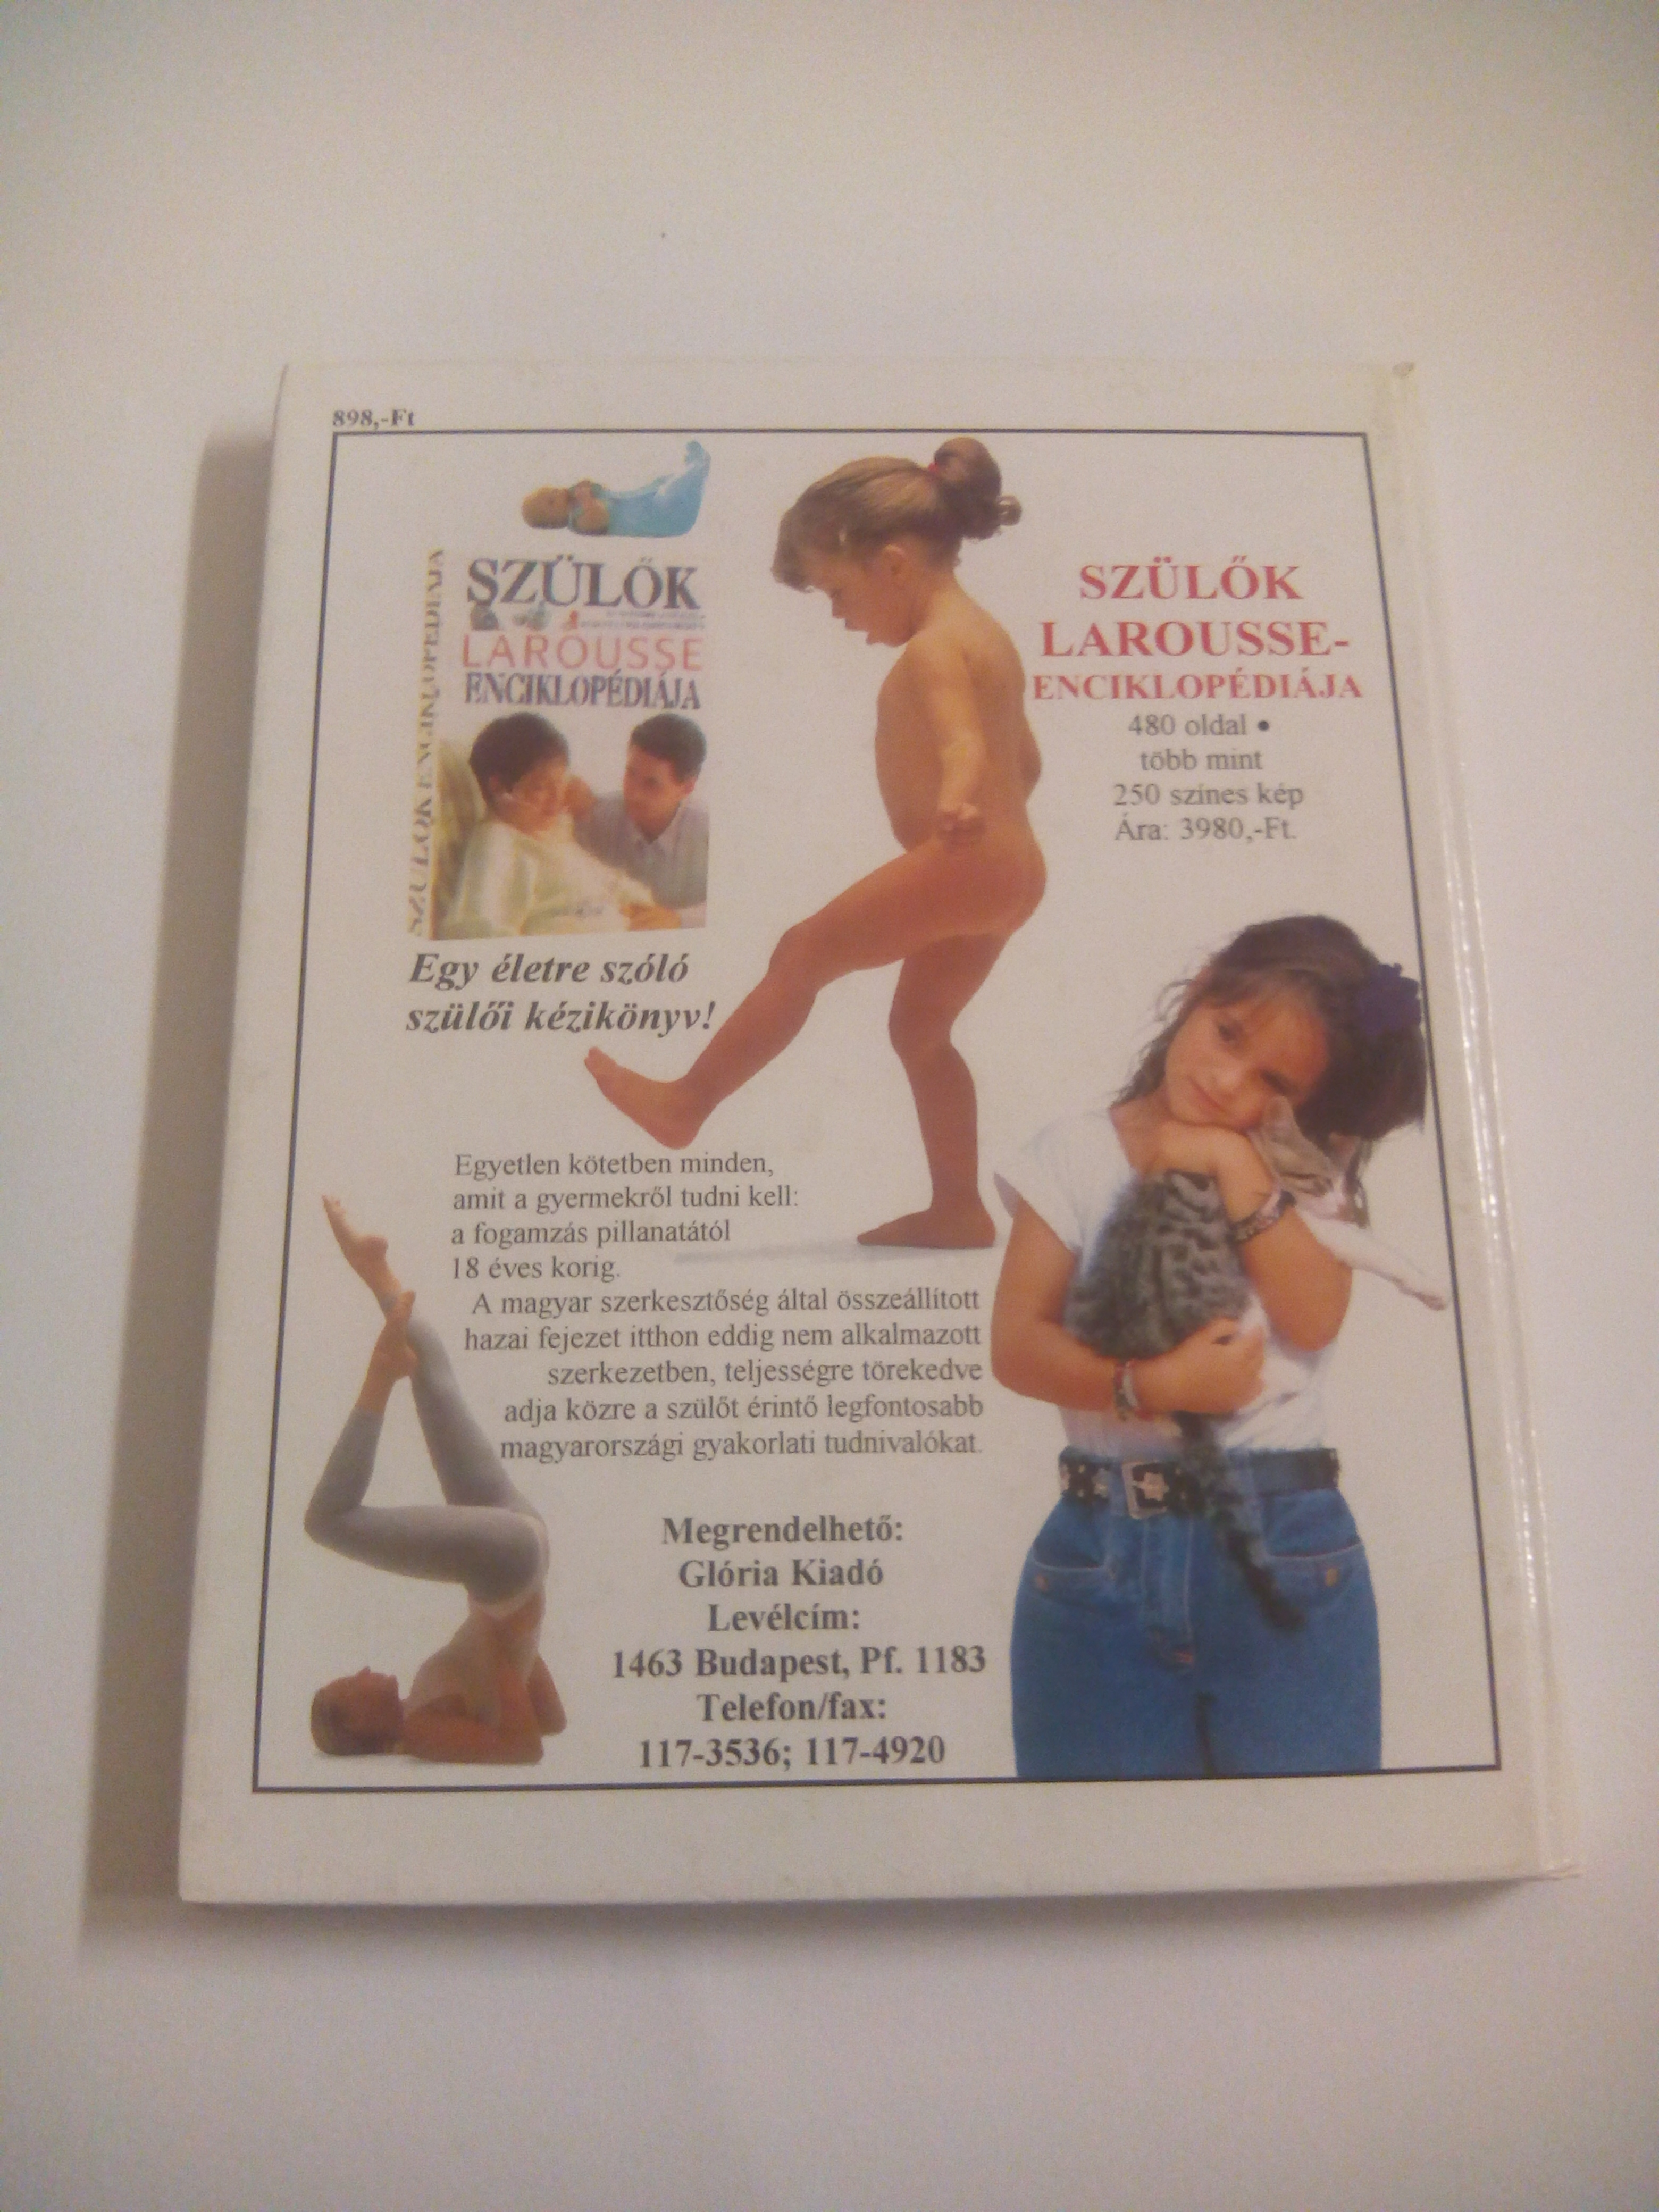 898,-Ft
SZÜLŐK
LAROUSSE
ENCIKLOPÉDIÁJA
SZÜLŐK ENCIKLOPÉDIÁJA
Egy életre szóló
szülői kézikönyv!
SZÜLŐK
LAROUSSE-
ENCIKLOPÉDIÁJA
480 oldal •
több mint
250 színes kép
Ára: 3980,-Ft.
Egyetlen kötetben minden,
amit a gyermekről tudni kell:
a fogamzás pillanatától
18 éves korig.
A magyar szerkesztőség által összeállított
hazai fejezet itthon eddig nem alkalmazott
szerkezetben, teljességre törekedve
adja közre a szülőt érintő legfontosabb
magyarországi gyakorlati tudnivalókat.
Megrendelhető:
Glória Kiadó
Levélcím:
1463 Budapest, Pf. 1183
Telefon/fax:
117-3536; 117-4920